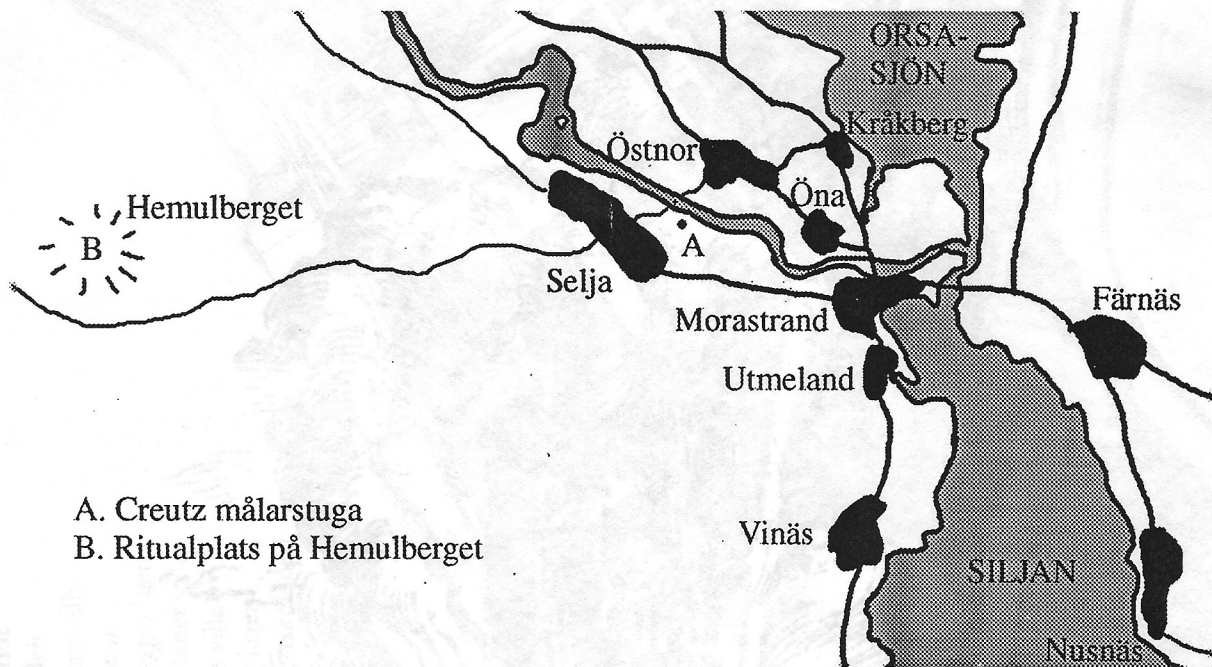 ORSA-
SJÖN
Kråkberg
Östnor
Öna
Hemulberget
B
A
Selja
Morastrand
Färnäs
Utmeland
A. Creutz målarstuga
B. Ritualplats på Hemulberget
Vinäs
SILJAN
Nusnäs